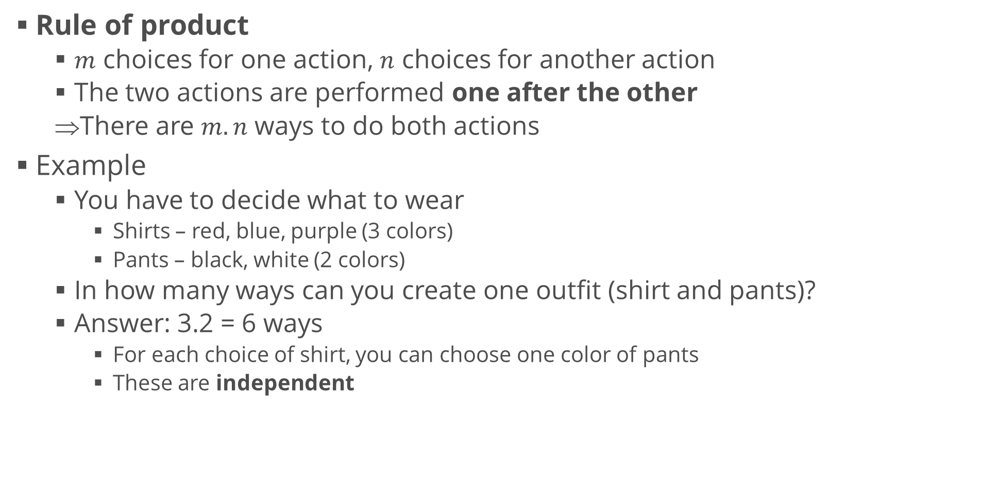 ▪ Rule of product
▪ m choices for one action, n choices for another action
▪ The two actions are performed one after the other
⇒There are m. n ways to do both actions
▪ Example
▪ You have to decide what to wear
▪ Shirts – red, blue, purple (3 colors)
▪ Pants – black, white (2 colors)
▪ In how many ways can you create one outfit (shirt and pants)?
▪ Answer: 3.2 = 6 ways
▪ For each choice of shirt, you can choose one color of pants
▪ These are independent